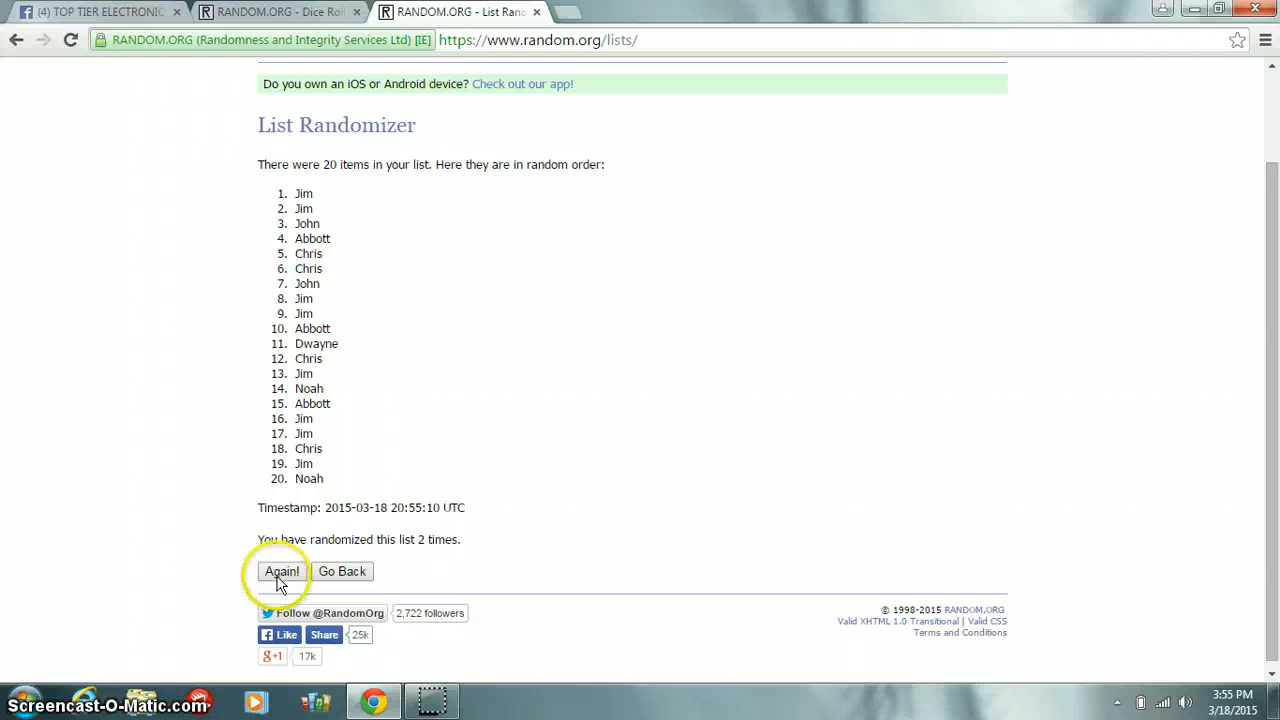 (4) TOP TIER ELECTRONIC
RANDOM.ORG - Dice Roll
RANDOM.ORG - List Ranc
RANDOM.ORG (Randomness and Integrity Services Ltd) [IE]
https://www.random.org/lists/
Do you own an iOS or Android device? Check out our app!
List Randomizer
There were 20 items in your list. Here they are in random order:
1. Jim
2. Jim
3. John
4. Abbott
5. Chris
6. Chris
7. John
8. Jim
9. Jim
10. Abbott
11. Dwayne
12. Chris
13. Jim
14. Noah
15. Abbott
16. Jim
17. Jim
18. Chris
19. Jim
20. Noah
Timestamp: 2015-03-18 20:55:10 UTC
You have randomized this list 2 times.
Again! Go Back
Follow @RandomOrg 2,722 followers
Like Share 25k
g+1 17k
© 1998-2015 RANDOM.ORG
Valid XHTML 1.0 Transitional | Valid CSS
Terms and Conditions
Screencast-O-Matic.com
3:55 PM
3/18/2015